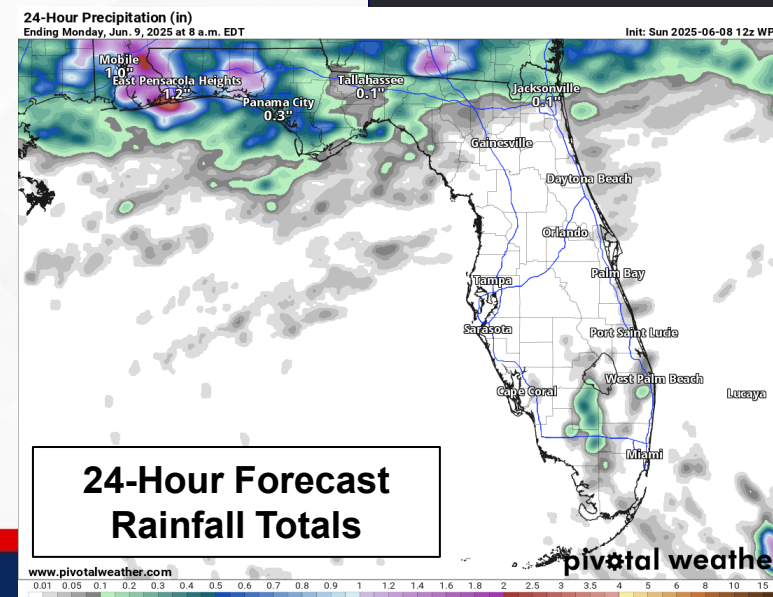 24-Hour Precipitation (in)
Ending Monday, Jun. 9, 2025 at 8 a.m. EDT
Init: Sun 2025-06-08 12z WP
Mobile
1.0"
East Pensacola Heights
1.2"
Panama City
0.3"
Tallahassee
0.1"
Jacksonville
0.1"
Gainesville
Daytona Beach
Orlando
Palm Bay
Tampa
Sarasota
Port Saint Lucie
West Palm Beach
Cape Coral
Lucaya
Miami
24-Hour Forecast
Rainfall Totals
www.pivotalweather.com
pivotal weathe
0.01 0.05 0.1 0.2 0.3 0.4 0.5 0.6 0.7 0.8 0.9 1 1.2 1.4 1.6 1.8 2 2.5 3 3.5 4 5 6 8 10 15